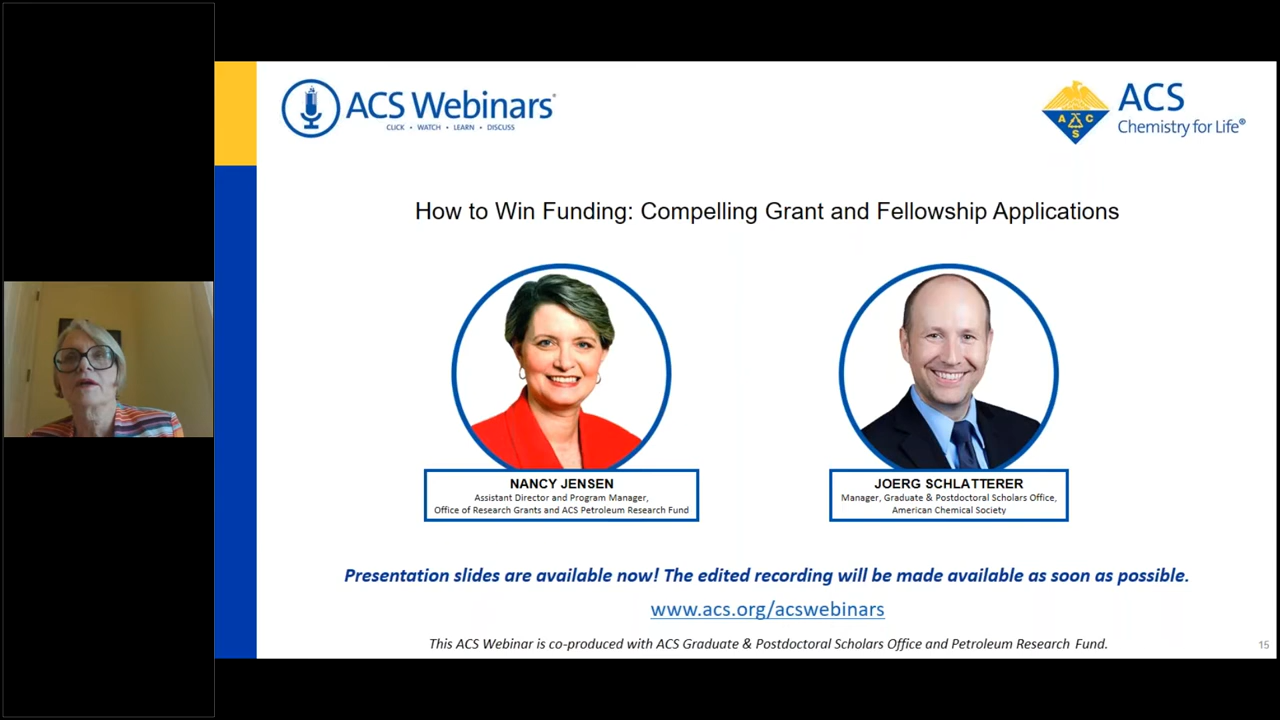 ACS Webinars®
CLICK • WATCH • LEARN • DISCUSS
ACS
Chemistry for Life®
A C S
How to Win Funding: Compelling Grant and Fellowship Applications
NANCY JENSEN
Assistant Director and Program Manager,
Office of Research Grants and ACS Petroleum Research Fund
JOERG SCHLATTERER
Manager, Graduate & Postdoctoral Scholars Office,
American Chemical Society
Presentation slides are available now! The edited recording will be made available as soon as possible.
www.acs.org/acswebinars
This ACS Webinar is co-produced with ACS Graduate & Postdoctoral Scholars Office and Petroleum Research Fund.
15